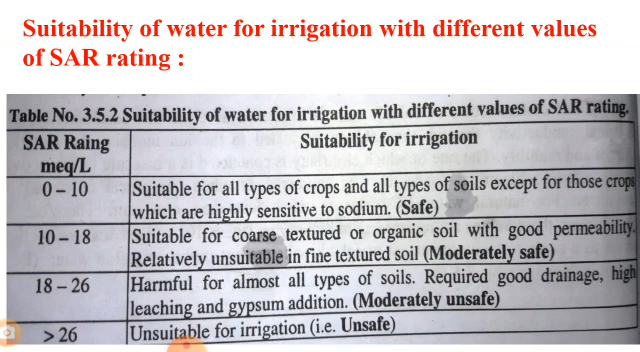 Suitability of water for irrigation with different values
of SAR rating :
Table No. 3.5.2 Suitability of water for irrigation with different values of SAR rating.
SAR Raing
meq/L
Suitability for irrigation
0 – 10
Suitable for all types of crops and all types of soils except for those crops
which are highly sensitive to sodium. (Safe)
10 – 18
Suitable for coarse textured or organic soil with good permeability.
Relatively unsuitable in fine textured soil (Moderately safe)
18 – 26
Harmful for almost all types of soils. Required good drainage, high
leaching and gypsum addition. (Moderately unsafe)
> 26
Unsuitable for irrigation (i.e. Unsafe)